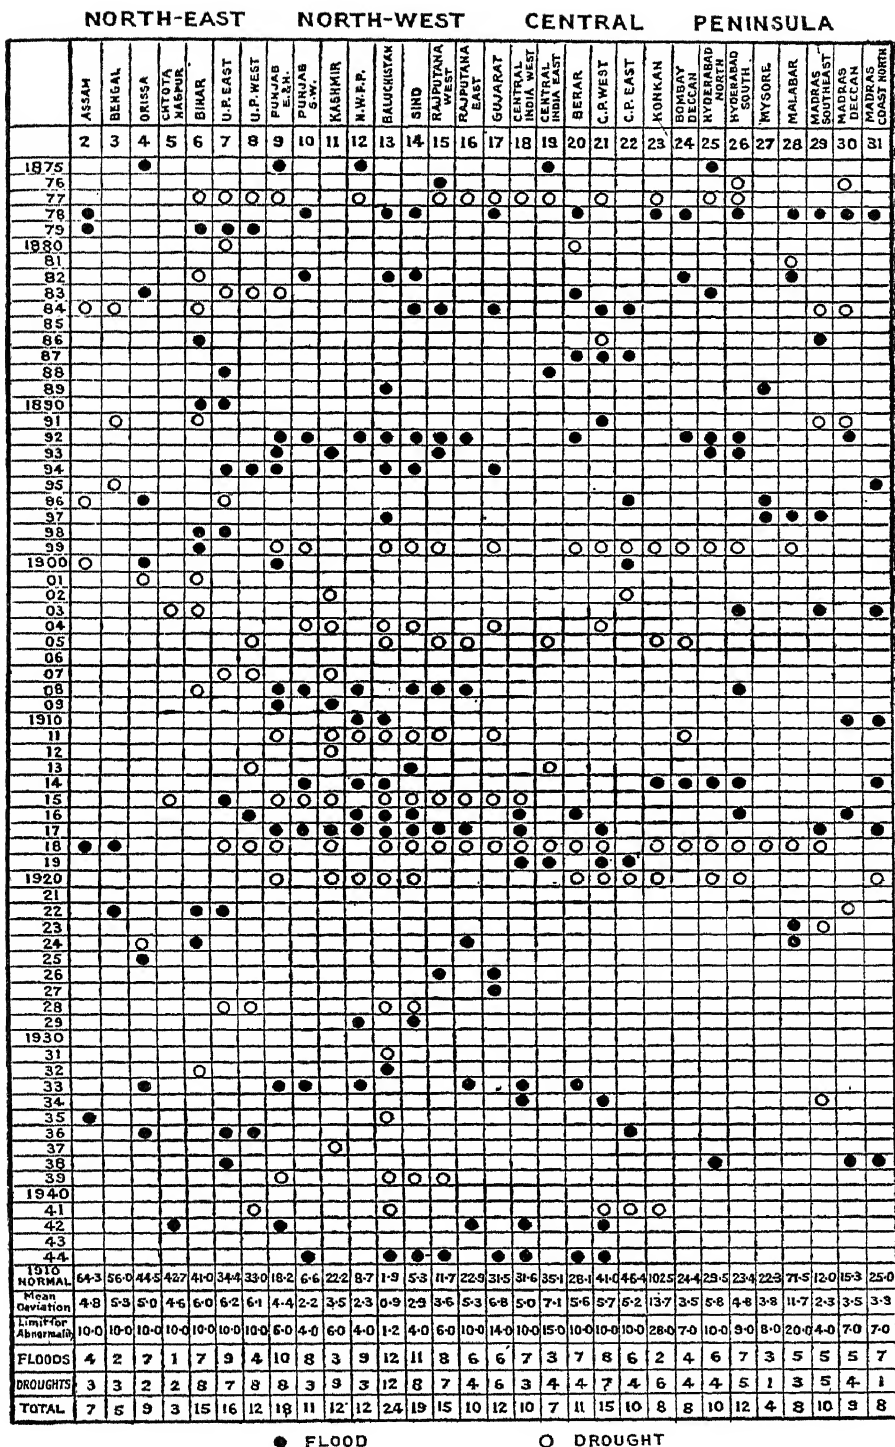 NORTH-EAST NORTH-WEST CENTRAL PENINSULA
ASSAM
BENGAL
ORISSA
CHTOTA
NAGPUR
BIHAR
U.P. EAST
U.P. WEST
PUNJAB
E.&N.
PUNJAB
S.W.
KASHMIR
N.W.F.P.
BALUCHISTAN
SIND
RAJPUTANA
WEST
RAJPUTANA
EAST
GUJARAT
CENTRAL
INDIA WEST
CENTRAL
INDIA EAST
BERAR
C.P. WEST
C.P. EAST
KONKAN
BOMBAY
DECCAN
HYDERABAD
NORTH
HYDERABAD
SOUTH
MYSORE
MALABAR
MADRAS
SOUTHEAST
MADRAS
DECCAN
MADRAS
COAST NORTH
2 3 4 5 6 7 8 9 10 11 12 13 14 15 16 17 18 19 20 21 22 23 24 25 26 27 28 29 30 31
1875
76
77
78
79
1880
81
82
83
84
85
86
87
88
89
1890
91
92
93
94
95
86
97
98
99
1900
01
02
03
04
05
06
07
08
09
1910
11
12
13
14
15
16
17
18
19
1920
21
22
23
24
25
26
27
28
29
1930
31
32
33
34
35
36
37
38
39
1940
41
42
43
44
1910
NORMAL 64·3 56·0 44·5 42·7 41·0 34·4 33·0 18·2 6·6 22·2 8·7 1·9 5·3 11·7 22·9 31·5 31·6 35·1 28·1 41·0 46·4 102·5 24·4 29·5 23·4 22·3 71·5 12·0 15·3 25·0
Mean
Deviation 4·8 5·3 5·0 4·6 6·0 6·2 6·1 4·4 2·2 3·5 2·3 0·9 2·9 3·6 5·3 6·8 5·0 7·1 5·6 5·7 5·2 13·7 3·5 5·8 4·8 3·8 11·7 2·3 3·5 3·3
Limit for
Abnormality 10·0 10·0 10·0 10·0 10·0 10·0 10·0 6·0 4·0 6·0 4·0 1·2 4·0 6·0 10·0 14·0 10·0 15·0 10·0 10·0 10·0 28·0 7·0 10·0 9·0 8·0 20·0 4·0 7·0 7·0
FLOODS 4 2 7 1 7 9 4 10 8 3 9 12 11 8 6 6 7 3 7 8 6 2 4 6 7 3 5 5 5 7
DROUGHTS 3 3 2 2 8 7 8 8 3 9 3 12 8 7 4 6 3 4 4 7 4 6 4 4 5 1 3 5 4 1
TOTAL 7 5 9 3 15 16 12 18 11 12 12 24 19 15 10 12 10 7 11 15 10 8 8 10 12 4 8 10 9 8
● FLOOD ○ DROUGHT